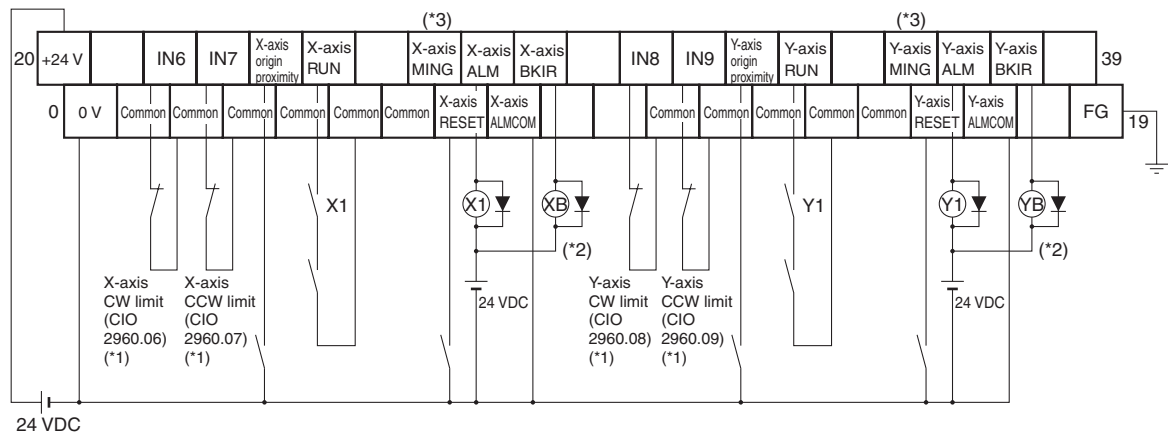 (*3) (*3)
20 +24 V IN6 IN7 X-axis origin proximity X-axis RUN X-axis MING X-axis ALM X-axis BKIR IN8 IN9 Y-axis origin proximity Y-axis RUN Y-axis MING Y-axis ALM Y-axis BKIR 39
0 0 V Common Common Common Common Common Common X-axis RESET X-axis ALMCOM Common Common Common Common Common Y-axis RESET Y-axis ALMCOM FG 19
X1 X1 XB Y1 Y1 YB
(*2) (*2)
X-axis
CW limit
(CIO
2960.06)
(*1)
X-axis
CCW limit
(CIO
2960.07)
(*1)
24 VDC
Y-axis
CW limit
(CIO
2960.08)
(*1)
Y-axis
CCW limit
(CIO
2960.09)
(*1)
24 VDC
24 VDC